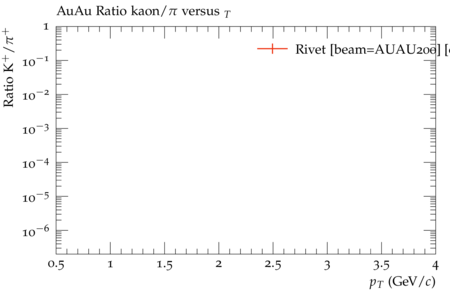 AuAu Ratio kaon/π versus T
Ratio K⁺/π⁺
1
10⁻¹
10⁻²
10⁻³
10⁻⁴
10⁻⁵
10⁻⁶
Rivet [beam=AUAU200] [
0.5 1 1.5 2 2.5 3 3.5 4
p_T (GeV/c)